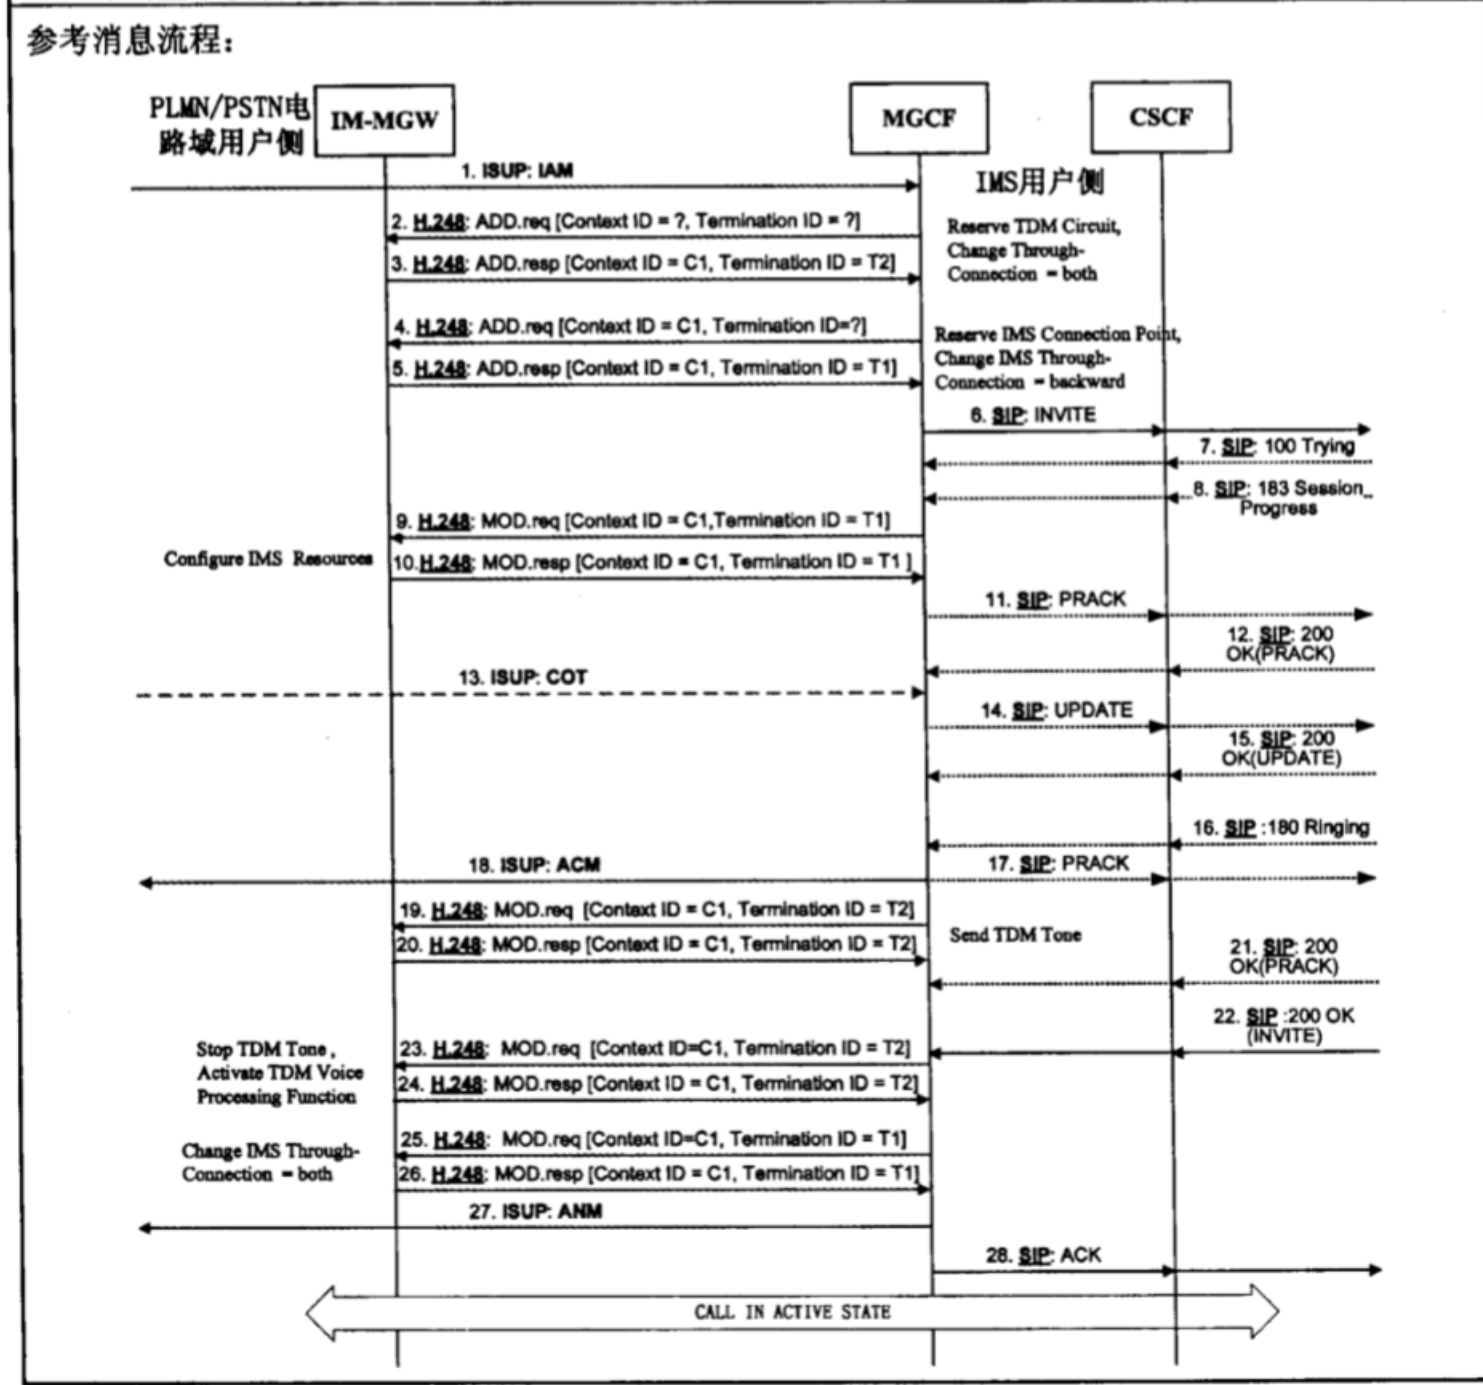 参考消息流程：
PLMN/PSTN电
路域用户侧
IM-MGW
MGCF
CSCF
1. ISUP: IAM
IMS用户侧
2. H.248: ADD.req [Context ID = ?, Termination ID = ?]
Reserve TDM Circuit,
Change Through-
Connection = both
3. H.248: ADD.resp [Context ID = C1, Termination ID = T2]
4. H.248: ADD.req [Context ID = C1, Termination ID=?]
Reserve IMS Connection Point,
Change IMS Through-
Connection = backward
5. H.248: ADD.resp [Context ID = C1, Termination ID = T1]
6. SIP: INVITE
7. SIP: 100 Trying
8. SIP: 183 Session
Progress
9. H.248: MOD.req [Context ID = C1,Termination ID = T1]
Configure IMS Resources
10.H.248: MOD.resp [Context ID = C1, Termination ID = T1 ]
11. SIP: PRACK
12. SIP: 200
OK(PRACK)
13. ISUP: COT
14. SIP: UPDATE
15. SIP: 200
OK(UPDATE)
16. SIP :180 Ringing
18. ISUP: ACM
17. SIP: PRACK
19. H.248: MOD.req [Context ID = C1, Termination ID = T2]
20. H.248: MOD.resp [Context ID = C1, Termination ID = T2]
Send TDM Tone
21. SIP: 200
OK(PRACK)
22. SIP :200 OK
(INVITE)
Stop TDM Tone ,
Activate TDM Voice
Processing Function
23. H.248: MOD.req [Context ID=C1, Termination ID = T2]
24. H.248: MOD.resp [Context ID = C1, Termination ID = T2]
Change IMS Through-
Connection = both
25. H.248: MOD.req [Context ID=C1, Termination ID = T1]
26. H.248: MOD.resp [Context ID = C1, Termination ID = T1]
27. ISUP: ANM
28. SIP: ACK
CALL IN ACTIVE STATE